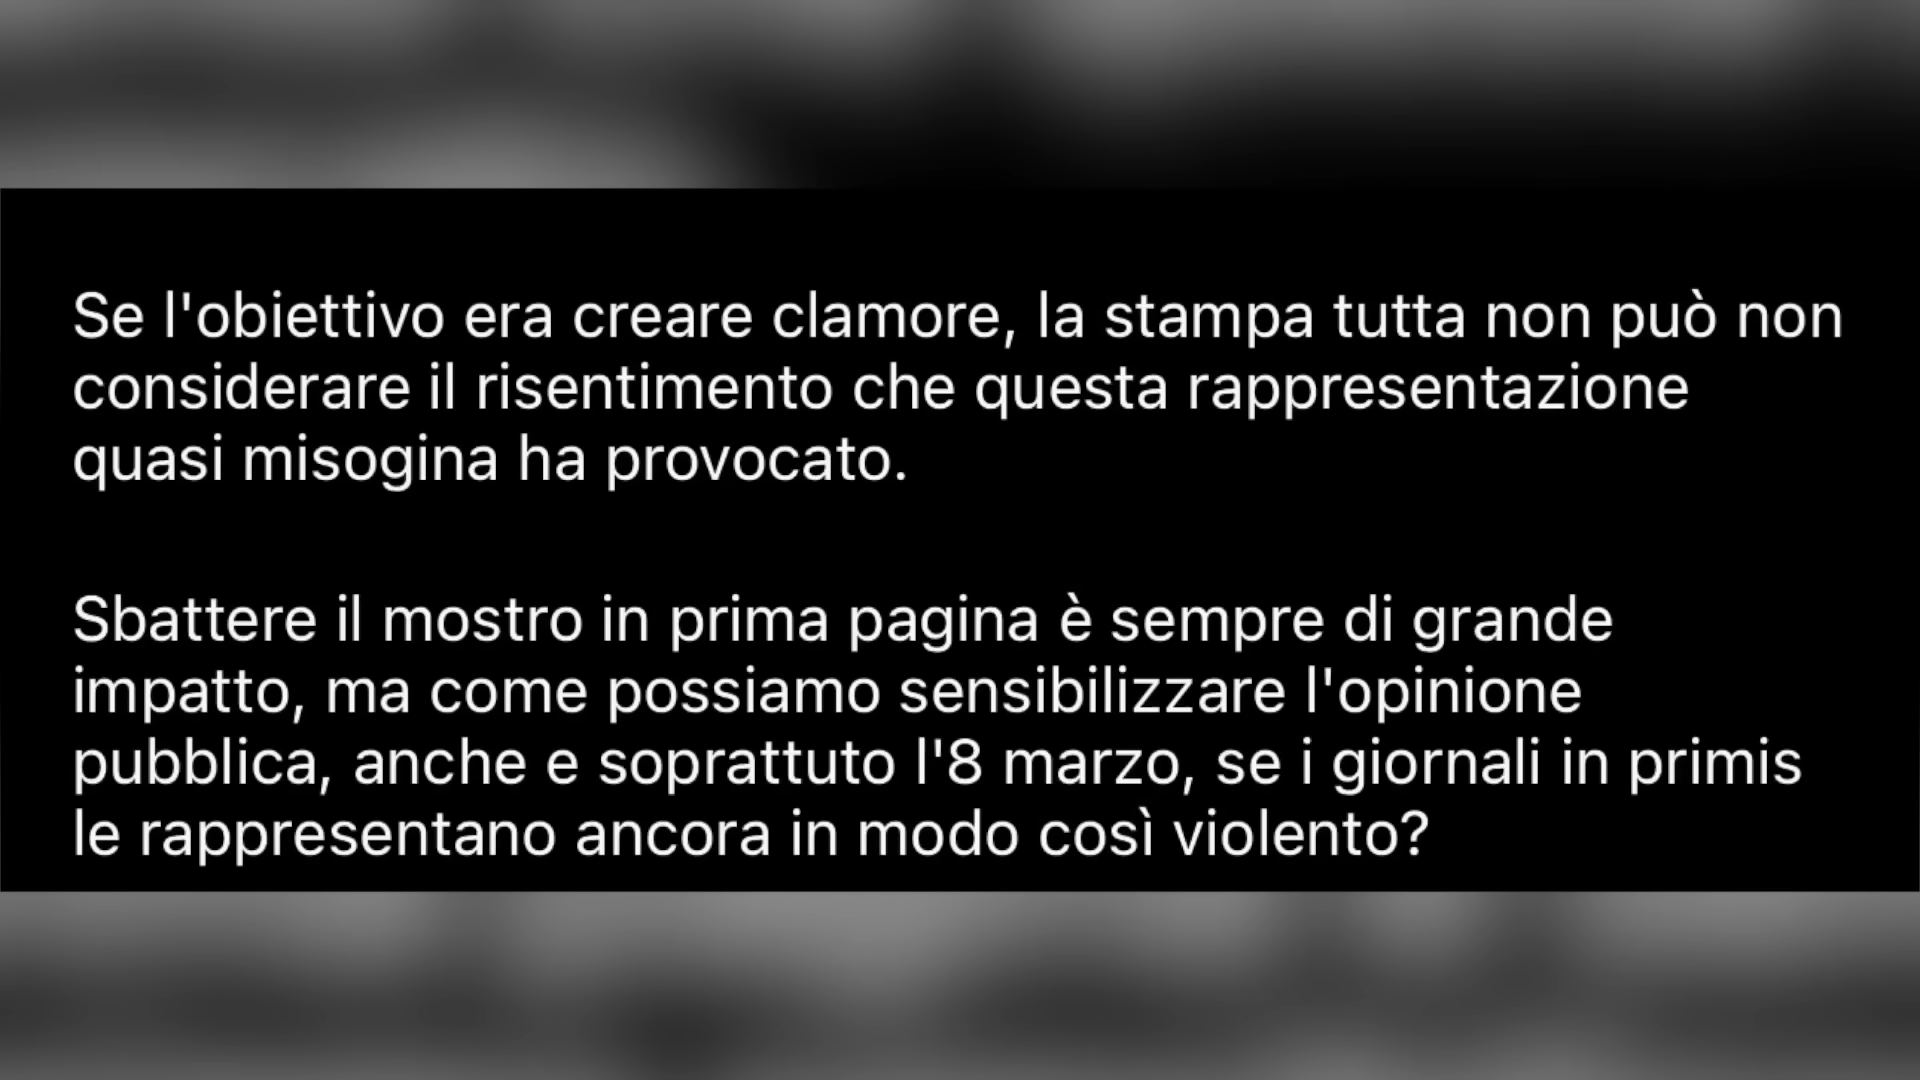 Se l'obiettivo era creare clamore, la stampa tutta non può non
considerare il risentimento che questa rappresentazione
quasi misogina ha provocato.
Sbattere il mostro in prima pagina è sempre di grande
impatto, ma come possiamo sensibilizzare l'opinione
pubblica, anche e soprattuto l'8 marzo, se i giornali in primis
le rappresentano ancora in modo così violento?